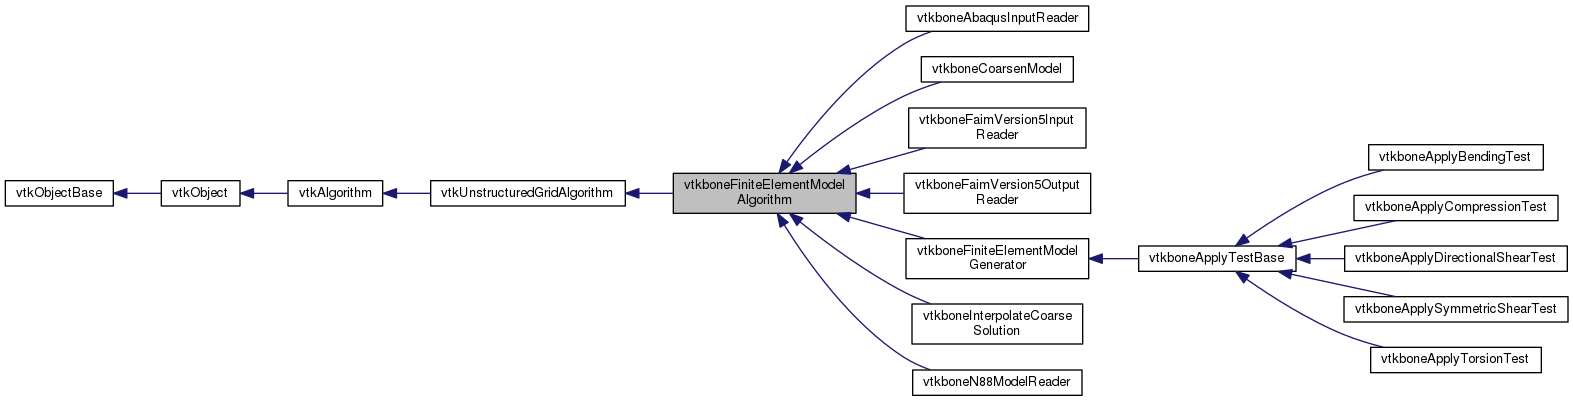 vtkObjectBase
vtkObject
vtkAlgorithm
vtkUnstructuredGridAlgorithm
vtkboneFiniteElementModel
Algorithm
vtkboneAbaqusInputReader
vtkboneCoarsenModel
vtkboneFaimVersion5Input
Reader
vtkboneFaimVersion5Output
Reader
vtkboneFiniteElementModel
Generator
vtkboneInterpolateCoarse
Solution
vtkboneN88ModelReader
vtkboneApplyTestBase
vtkboneApplyBendingTest
vtkboneApplyCompressionTest
vtkboneApplyDirectionalShearTest
vtkboneApplySymmetricShearTest
vtkboneApplyTorsionTest